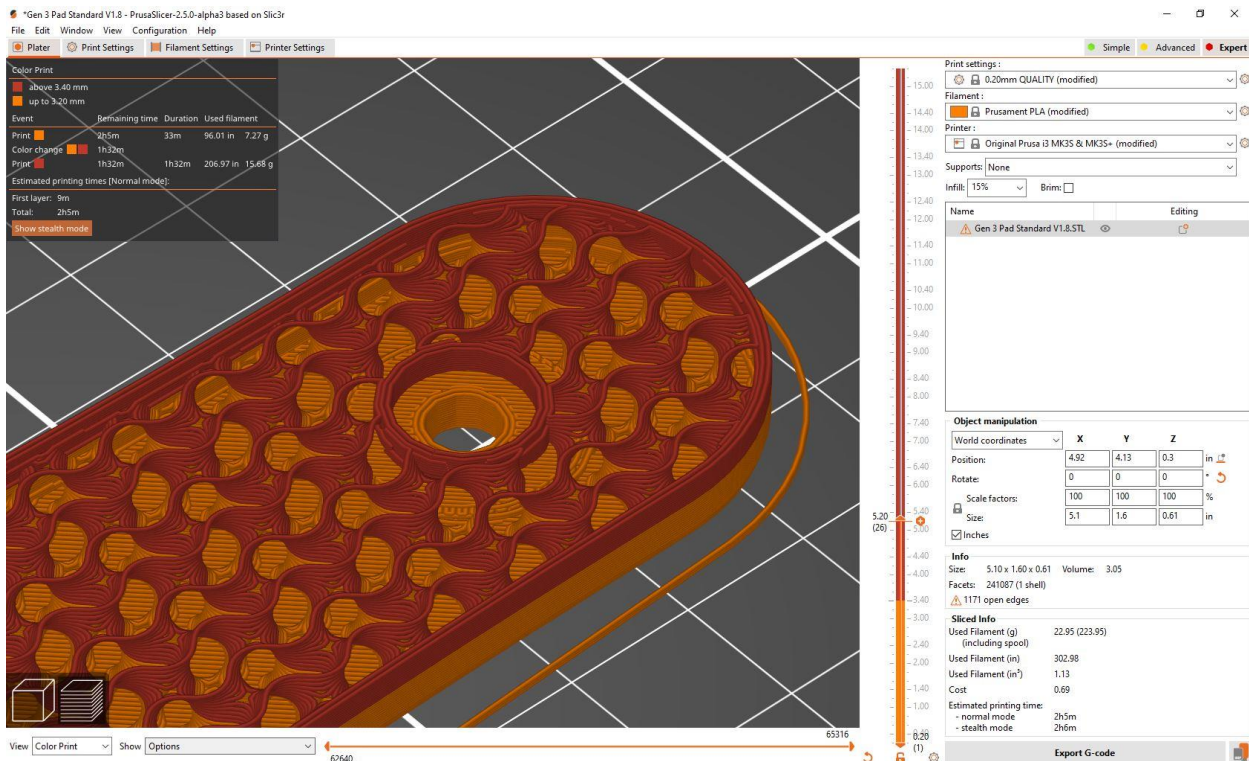 *Gen 3 Pad Standard V1.8 - PrusaSlicer-2.5.0-alpha3 based on Slic3r
File Edit Window View Configuration Help
Plater Print Settings Filament Settings Printer Settings Simple Advanced Expert
Color Print
above 3.40 mm
up to 3.20 mm
Event Remaining time Duration Used filament
Print 2h5m 33m 96.01 in 7.27 g
Color change 1h32m
Print 1h32m 1h32m 206.97 in 15.68 g
Estimated printing times [Normal mode]:
First layer: 9m
Total: 2h5m
Show stealth mode
15.00
14.40
14.00
13.40
13.00
12.40
12.00
11.40
11.00
10.40
10.00
9.40
9.00
8.40
8.00
7.40
7.00
6.40
6.00
5.40
5.20
(26)
5.00
4.40
4.00
3.40
3.00
2.40
2.00
1.40
1.00
0.20
(1)
Print settings :
0.20mm QUALITY (modified)
Filament :
Prusament PLA (modified)
Printer :
Original Prusa i3 MK3S & MK3S+ (modified)
Supports: None
Infill: 15% Brim:
Name Editing
Gen 3 Pad Standard V1.8.STL
Object manipulation
World coordinates X Y Z
Position: 4.92 4.13 0.3 in
Rotate: 0 0 0 °
Scale factors: 100 100 100 %
Size: 5.1 1.6 0.61 in
Inches
Info
Size: 5.10 x 1.60 x 0.61 Volume: 3.05
Facets: 241087 (1 shell)
1171 open edges
Sliced Info
Used Filament (g) 22.95 (223.95)
(including spool)
Used Filament (in) 302.98
Used Filament (in³) 1.13
Cost 0.69
Estimated printing time:
- normal mode 2h5m
- stealth mode 2h6m
Export G-code
View Color Print Show Options
65316
62640